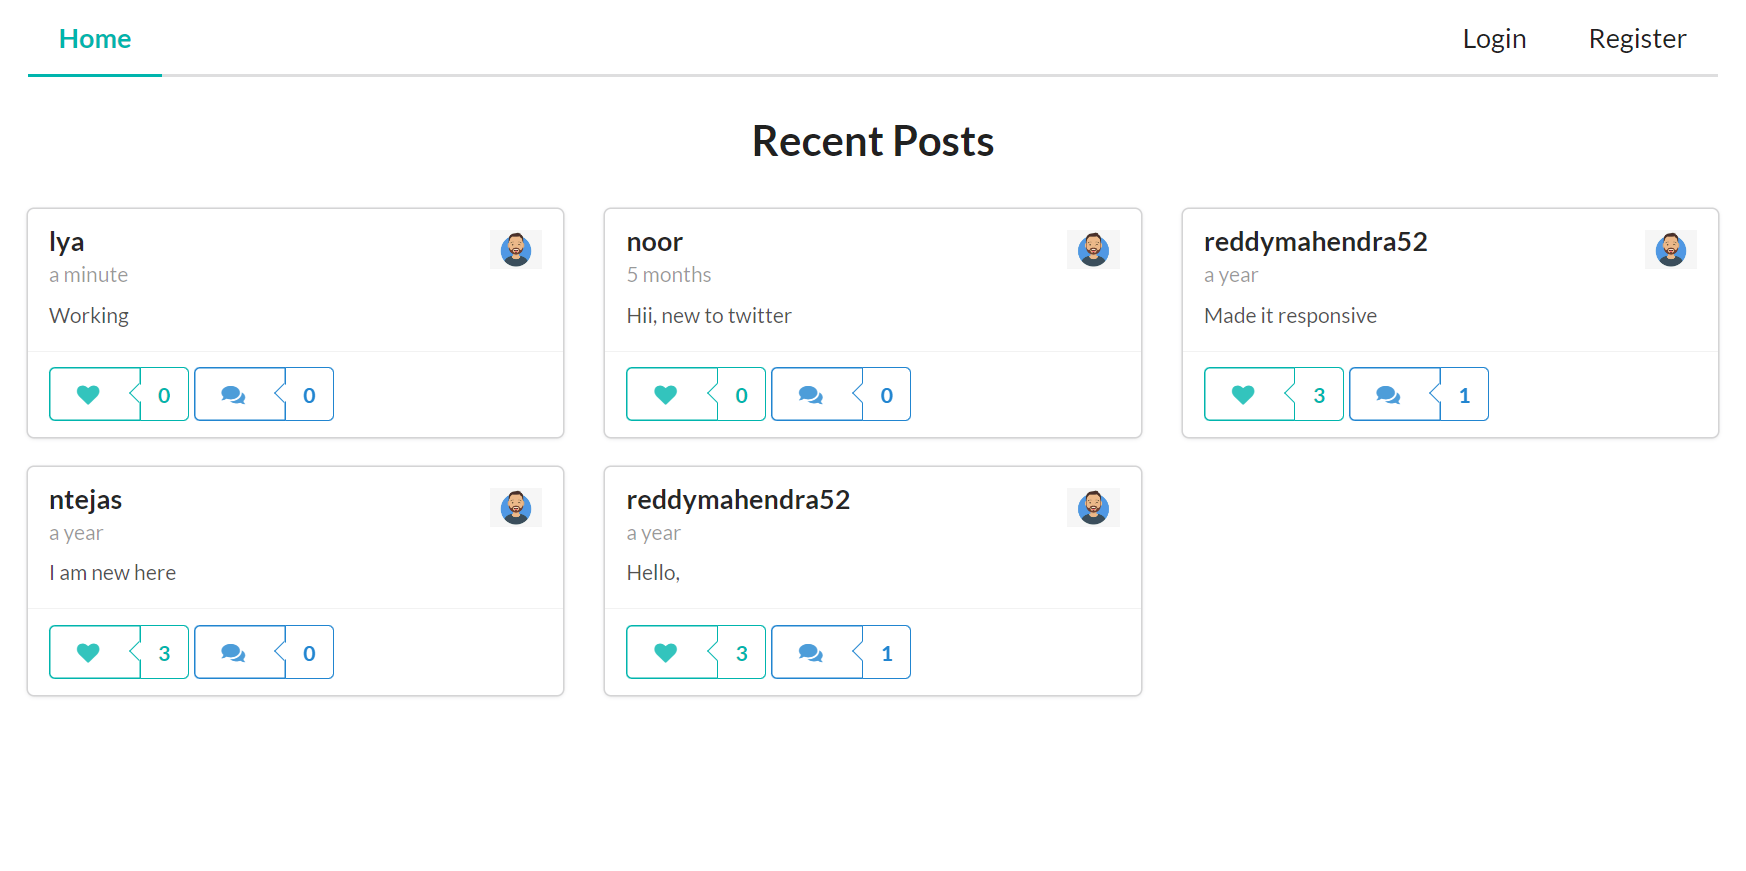 Home
Login
Register
Recent Posts
lya
a minute
Working
0
0
noor
5 months
Hii, new to twitter
0
0
reddymahendra52
a year
Made it responsive
3
1
ntejas
a year
I am new here
3
0
reddymahendra52
a year
Hello,
3
1